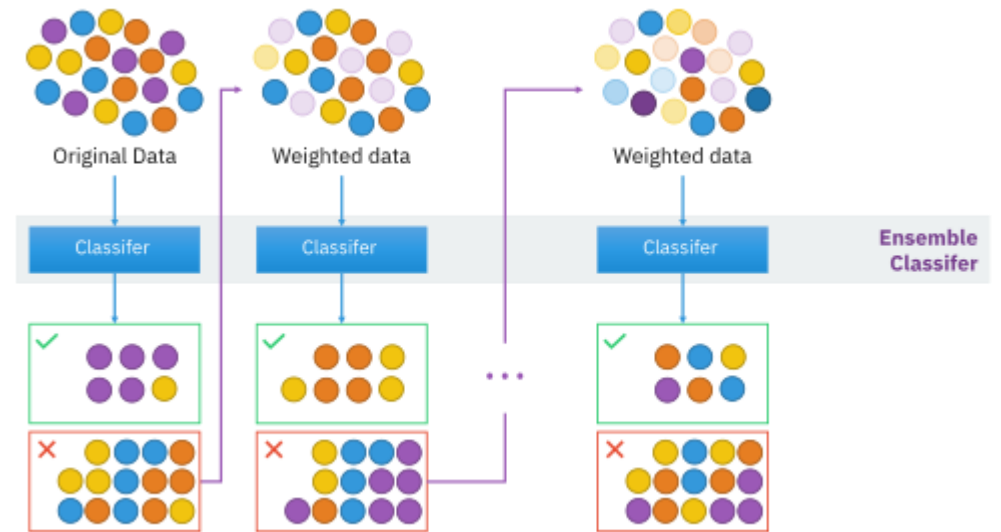 Original Data
Weighted data
Weighted data
Classifer
Classifer
Classifer
Ensemble
Classifer
...